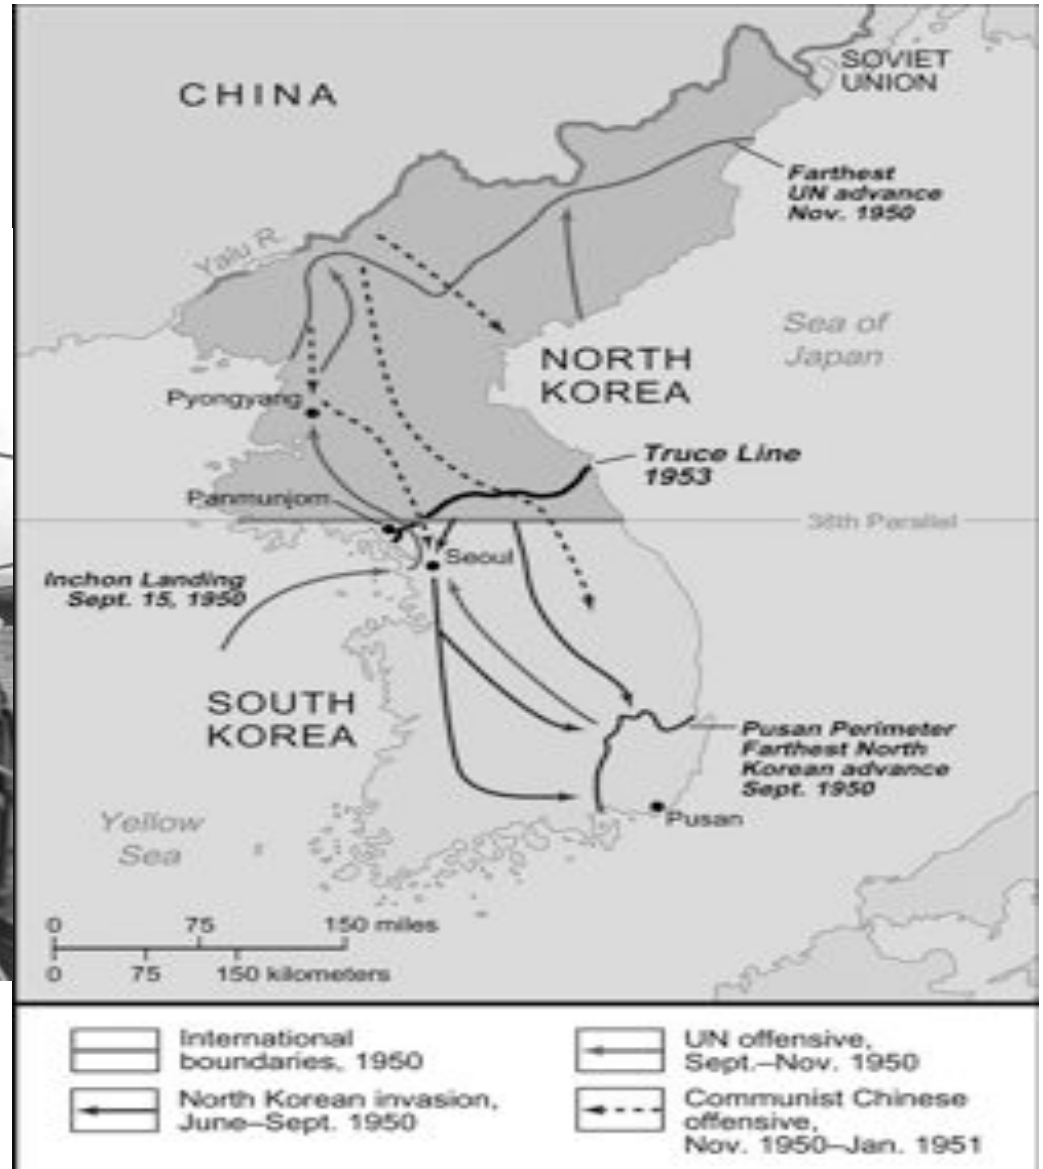 CHINA
SOVIET
UNION
Farthest
UN advance
Nov. 1950
Yalu R.
Sea of
Japan
NORTH
KOREA
Pyongyang
Truce Line
1953
Panmunjom
38th Parallel
Seoul
Inchon Landing
Sept. 15, 1950
SOUTH
KOREA
Pusan Perimeter
Farthest North
Korean advance
Sept. 1950
Pusan
Yellow
Sea
0 75 150 miles
0 75 150 kilometers
International
boundaries, 1950
North Korean invasion,
June–Sept. 1950
UN offensive,
Sept.–Nov. 1950
Communist Chinese
offensive,
Nov. 1950–Jan. 1951